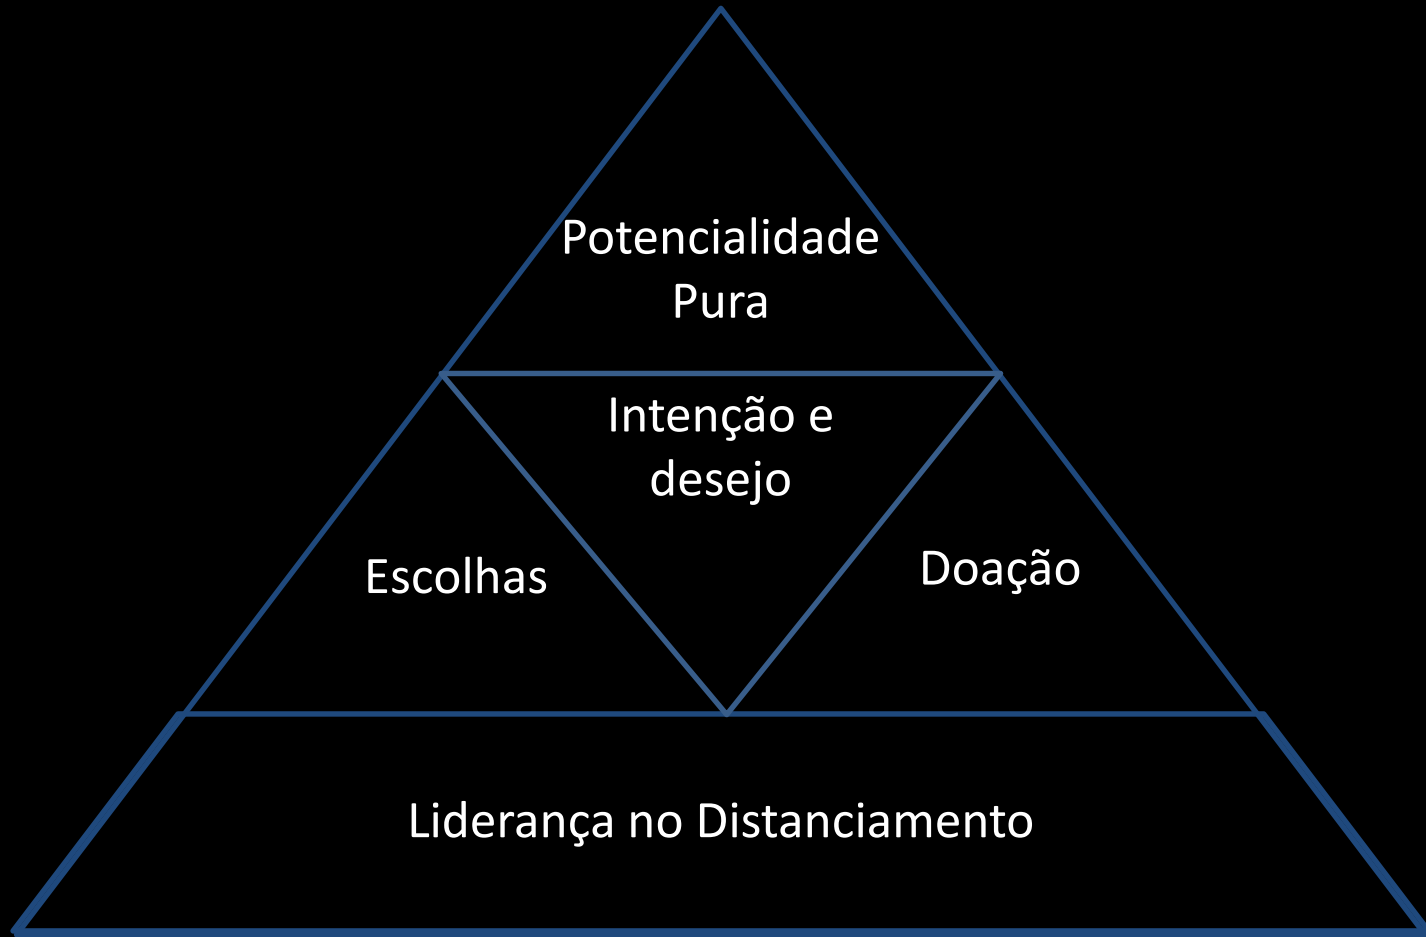 Potencialidade
Pura
Intenção e
desejo
Escolhas
Doação
Liderança no Distanciamento